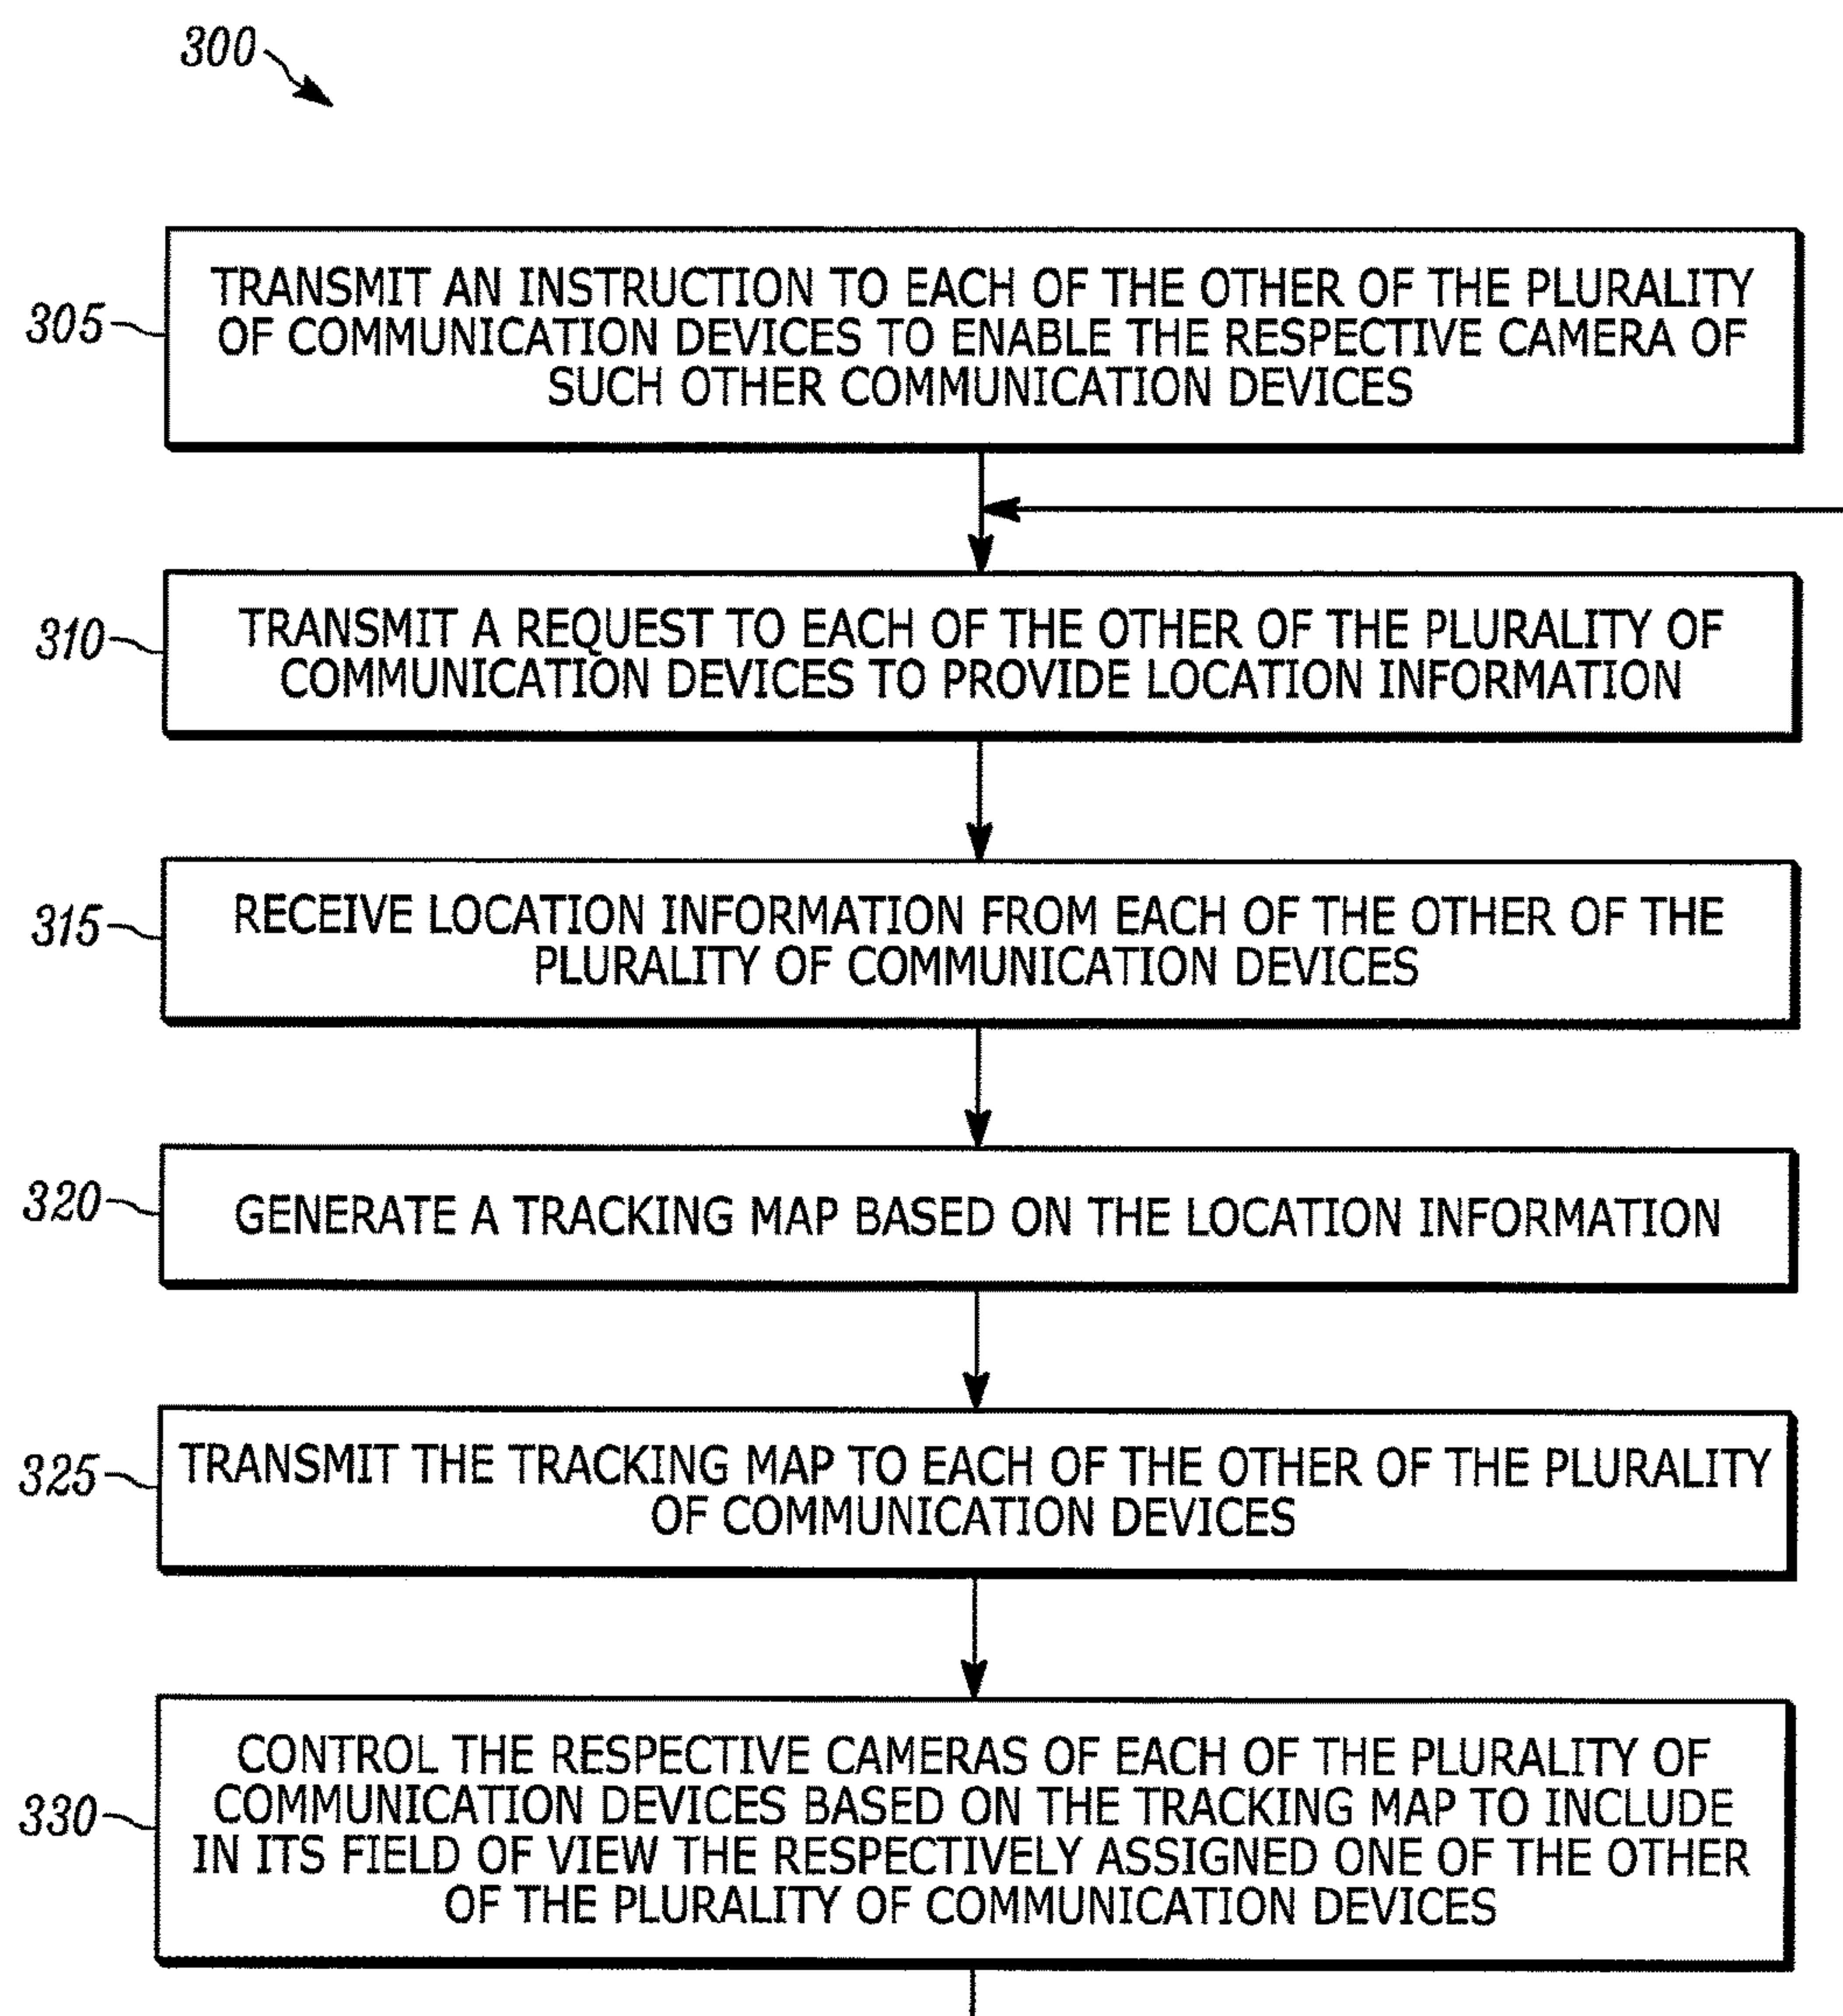 300
305
TRANSMIT AN INSTRUCTION TO EACH OF THE OTHER OF THE PLURALITY
OF COMMUNICATION DEVICES TO ENABLE THE RESPECTIVE CAMERA OF
SUCH OTHER COMMUNICATION DEVICES
310
TRANSMIT A REQUEST TO EACH OF THE OTHER OF THE PLURALITY OF
COMMUNICATION DEVICES TO PROVIDE LOCATION INFORMATION
315
RECEIVE LOCATION INFORMATION FROM EACH OF THE OTHER OF THE
PLURALITY OF COMMUNICATION DEVICES
320
GENERATE A TRACKING MAP BASED ON THE LOCATION INFORMATION
325
TRANSMIT THE TRACKING MAP TO EACH OF THE OTHER OF THE PLURALITY
OF COMMUNICATION DEVICES
330
CONTROL THE RESPECTIVE CAMERAS OF EACH OF THE PLURALITY OF
COMMUNICATION DEVICES BASED ON THE TRACKING MAP TO INCLUDE
IN ITS FIELD OF VIEW THE RESPECTIVELY ASSIGNED ONE OF THE OTHER
OF THE PLURALITY OF COMMUNICATION DEVICES